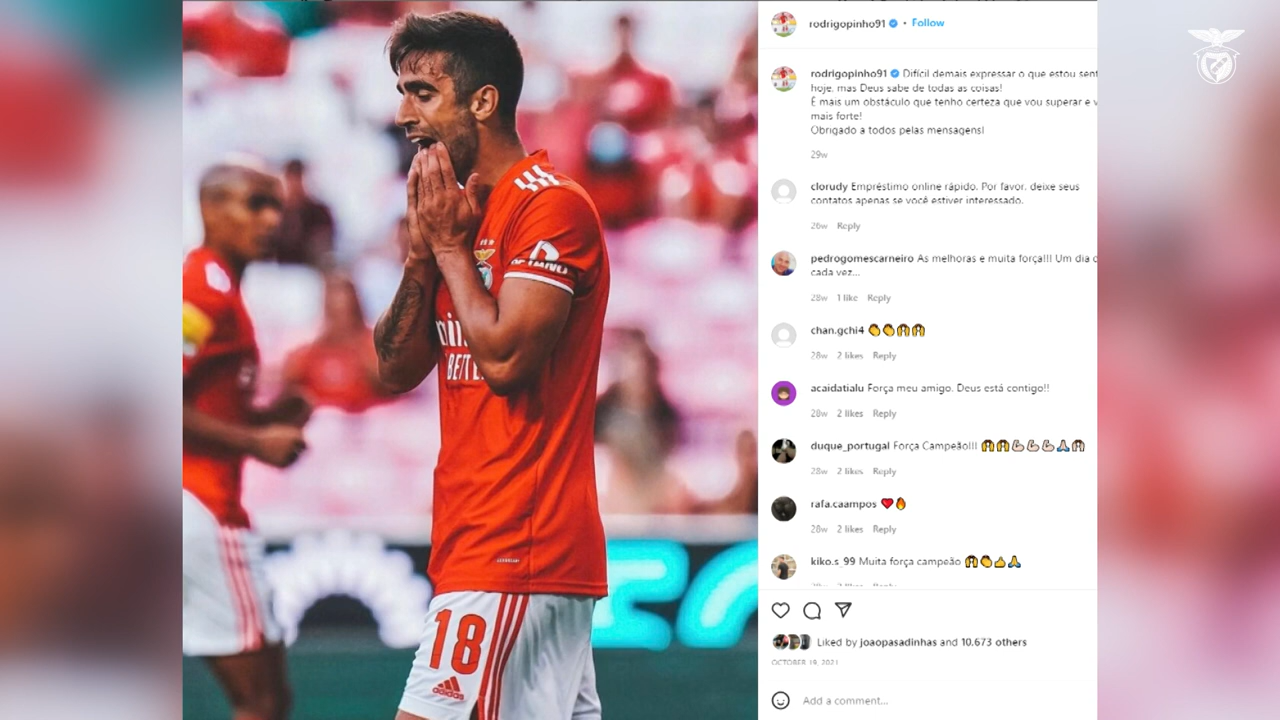 rodrigopinho91 • Follow
rodrigopinho91 Difícil demais expressar o que estou sent
hoje, mas Deus sabe de todas as coisas!
É mais um obstáculo que tenho certeza que vou superar e v
mais forte!
Obrigado a todos pelas mensagens!
29w
clorudy Empréstimo online rápido. Por favor, deixe seus
contatos apenas se você estiver interessado.
26w Reply
pedrogomescarneiro As melhoras e muita força!!! Um dia
cada vez...
28w 1 like Reply
chan.gchi4 👏👏🙌🙌
28w 2 likes Reply
acaidatialu Força meu amigo. Deus está contigo!!
28w 2 likes Reply
duque_portugal Força Campeão!!! 🙌🙌💪💪💪🙏🙌
28w 2 likes Reply
rafa.caampos ❤️🔥
28w 2 likes Reply
kiko.s_99 Muita força campeão 🙌👏👍🙏
Liked by joaopasadinhas and 10.673 others
OCTOBER 19, 2021
Add a comment...
18
adidas